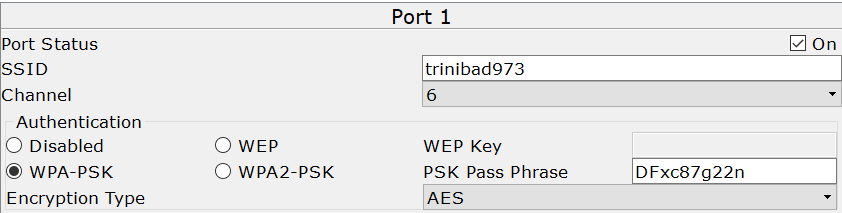 Port 1
Port Status On
SSID trinibad973
Channel 6
Authentication
Disabled WEP WEP Key
WPA-PSK WPA2-PSK PSK Pass Phrase DFxc87g22n
Encryption Type AES